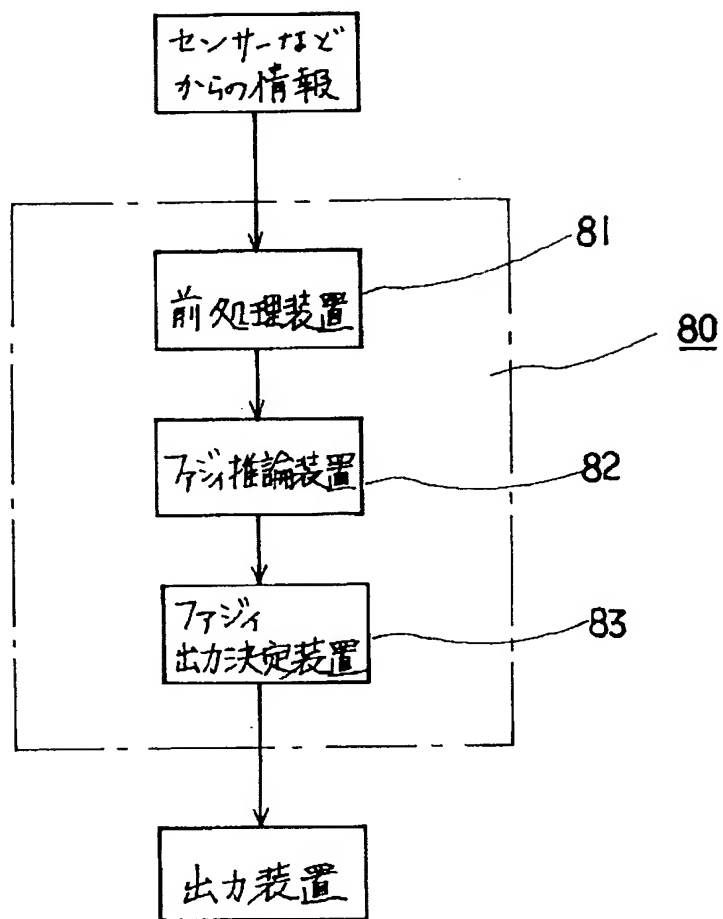 センサーなど
からの情報
81
前処理装置
80
ファジィ推論装置
82
ファジィ
出力決定装置
83
出力装置